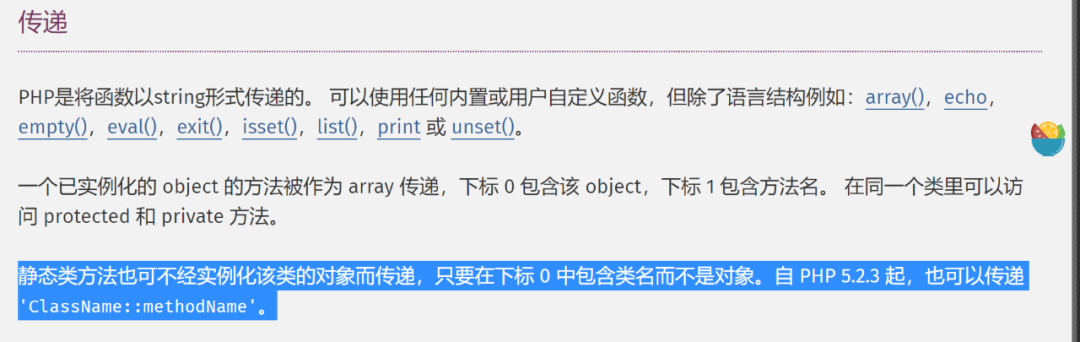 传递
PHP是将函数以string形式传递的。 可以使用任何内置或用户自定义函数，但除了语言结构例如：array()，echo，
empty()，eval()，exit()，isset()，list()，print 或 unset()。
一个已实例化的 object 的方法被作为 array 传递，下标 0 包含该 object，下标 1 包含方法名。 在同一个类里可以访
问 protected 和 private 方法。
静态类方法也可不经实例化该类的对象而传递，只要在下标 0 中包含类名而不是对象。自 PHP 5.2.3 起，也可以传递
'ClassName::methodName'。